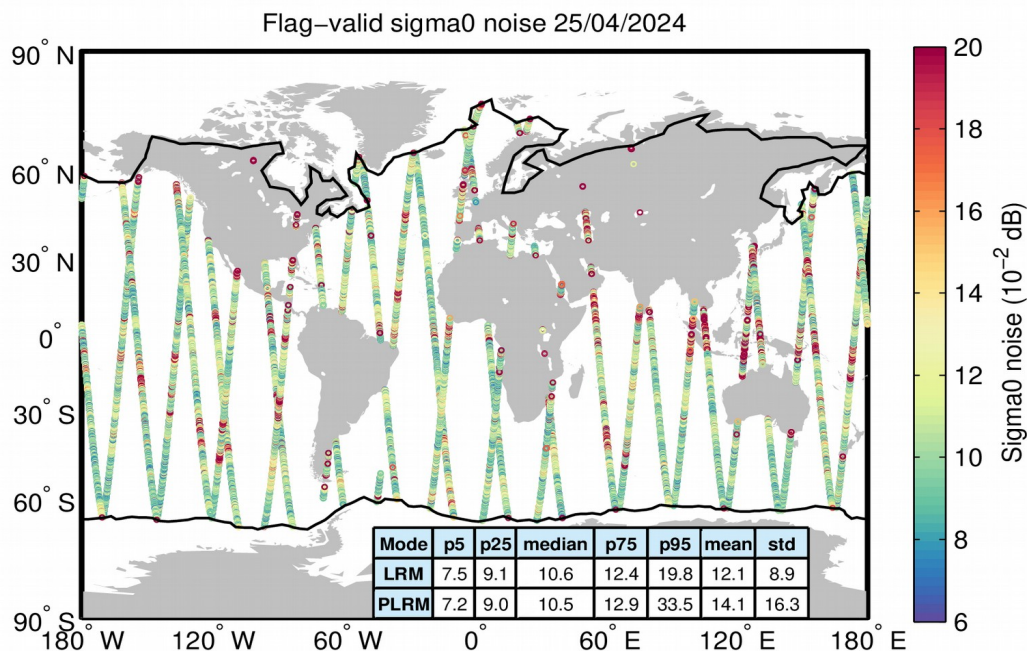 Flag−valid sigma0 noise 25/04/2024
90° N
60° N
30° N
0°
30° S
60° S
90° S
180° W
120° W
60° W
0°
60° E
120° E
180° E
Mode p5 p25 median p75 p95 mean std
LRM 7.5 9.1 10.6 12.4 19.8 12.1 8.9
PLRM 7.2 9.0 10.5 12.9 33.5 14.1 16.3
20
18
16
14
12
10
8
6
Sigma0 noise (10⁻² dB)